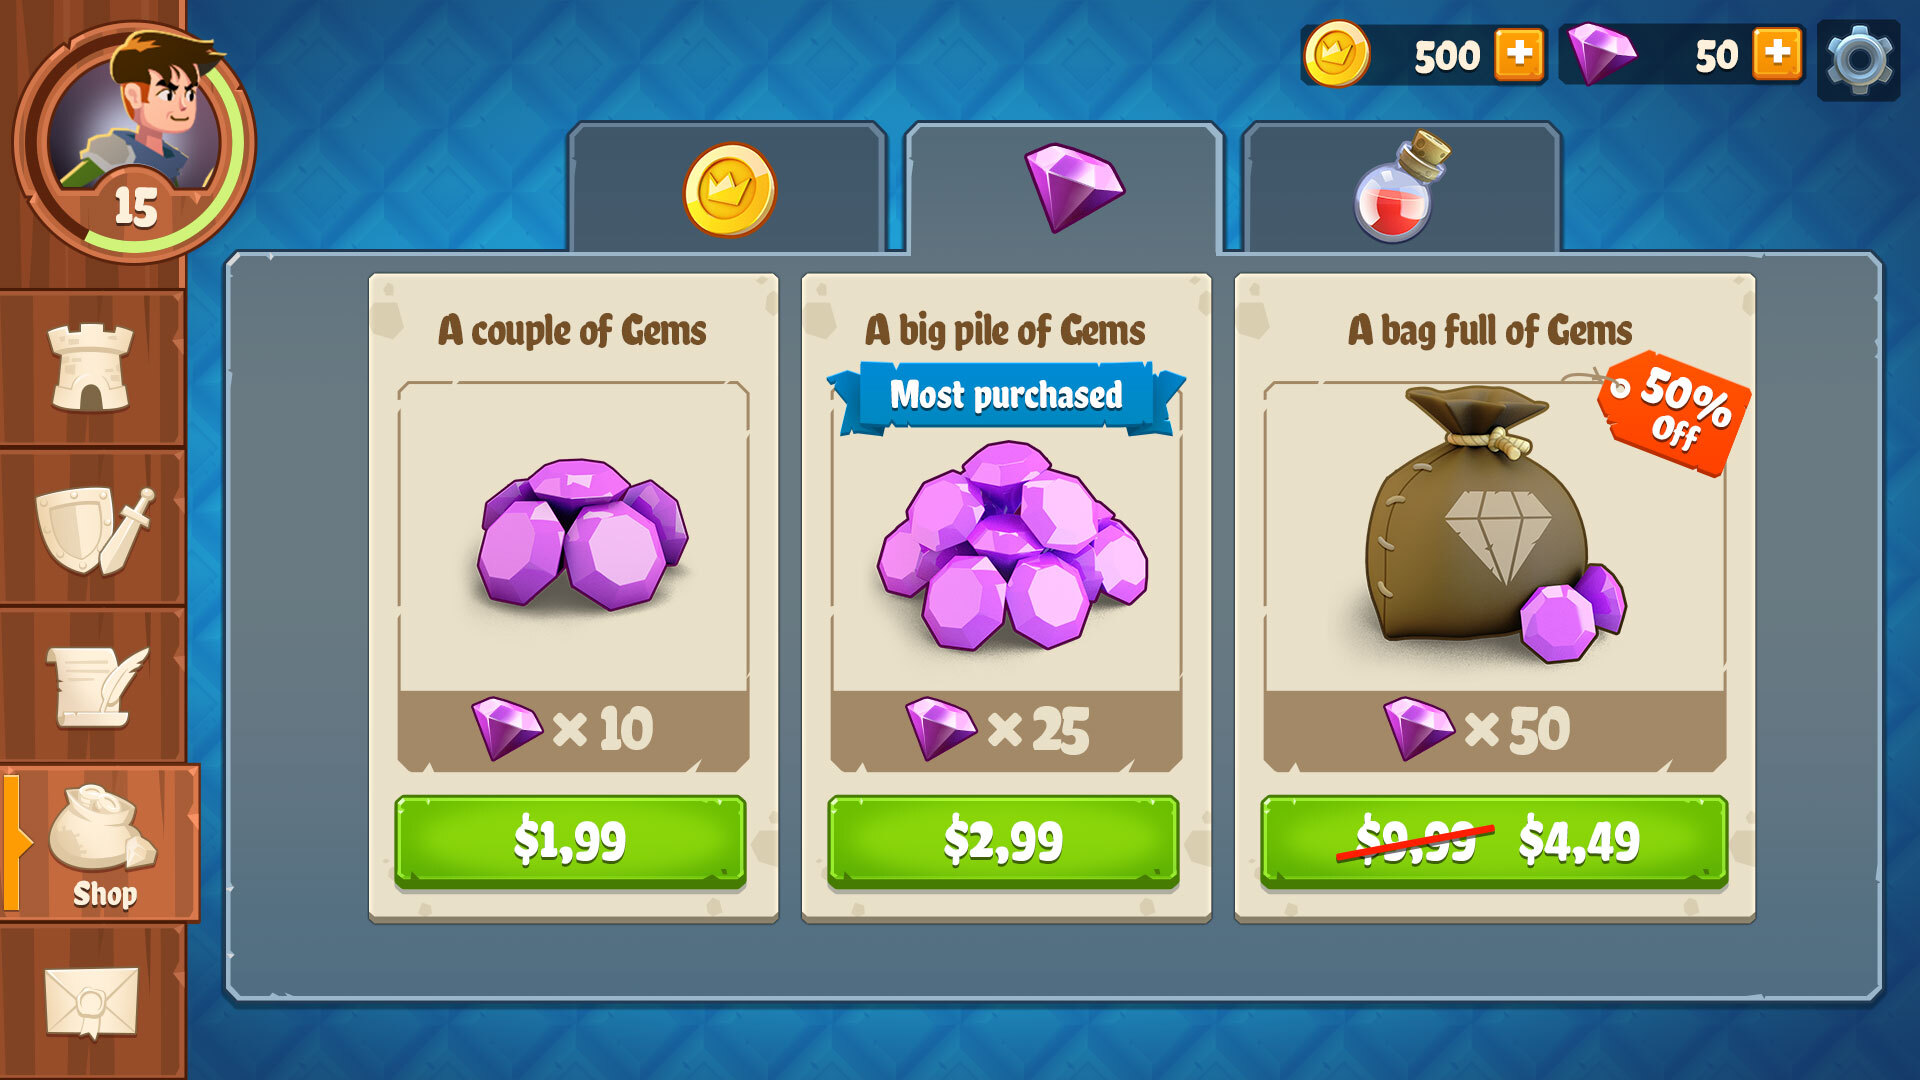 500
50
15
A couple of Gems
A big pile of Gems
Most purchased
A bag full of Gems
50%
Off
× 10
× 25
× 50
$1,99
$2,99
$9,99 $4,49
Shop